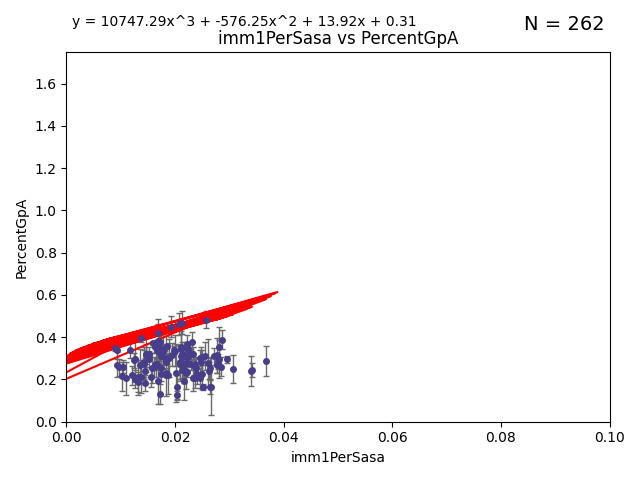 y = 10747.29x^3 + -576.25x^2 + 13.92x + 0.31
N = 262
imm1PerSasa vs PercentGpA
PercentGpA
1.6
1.4
1.2
1.0
0.8
0.6
0.4
0.2
0.0
0.00 0.02 0.04 0.06 0.08 0.10
imm1PerSasa